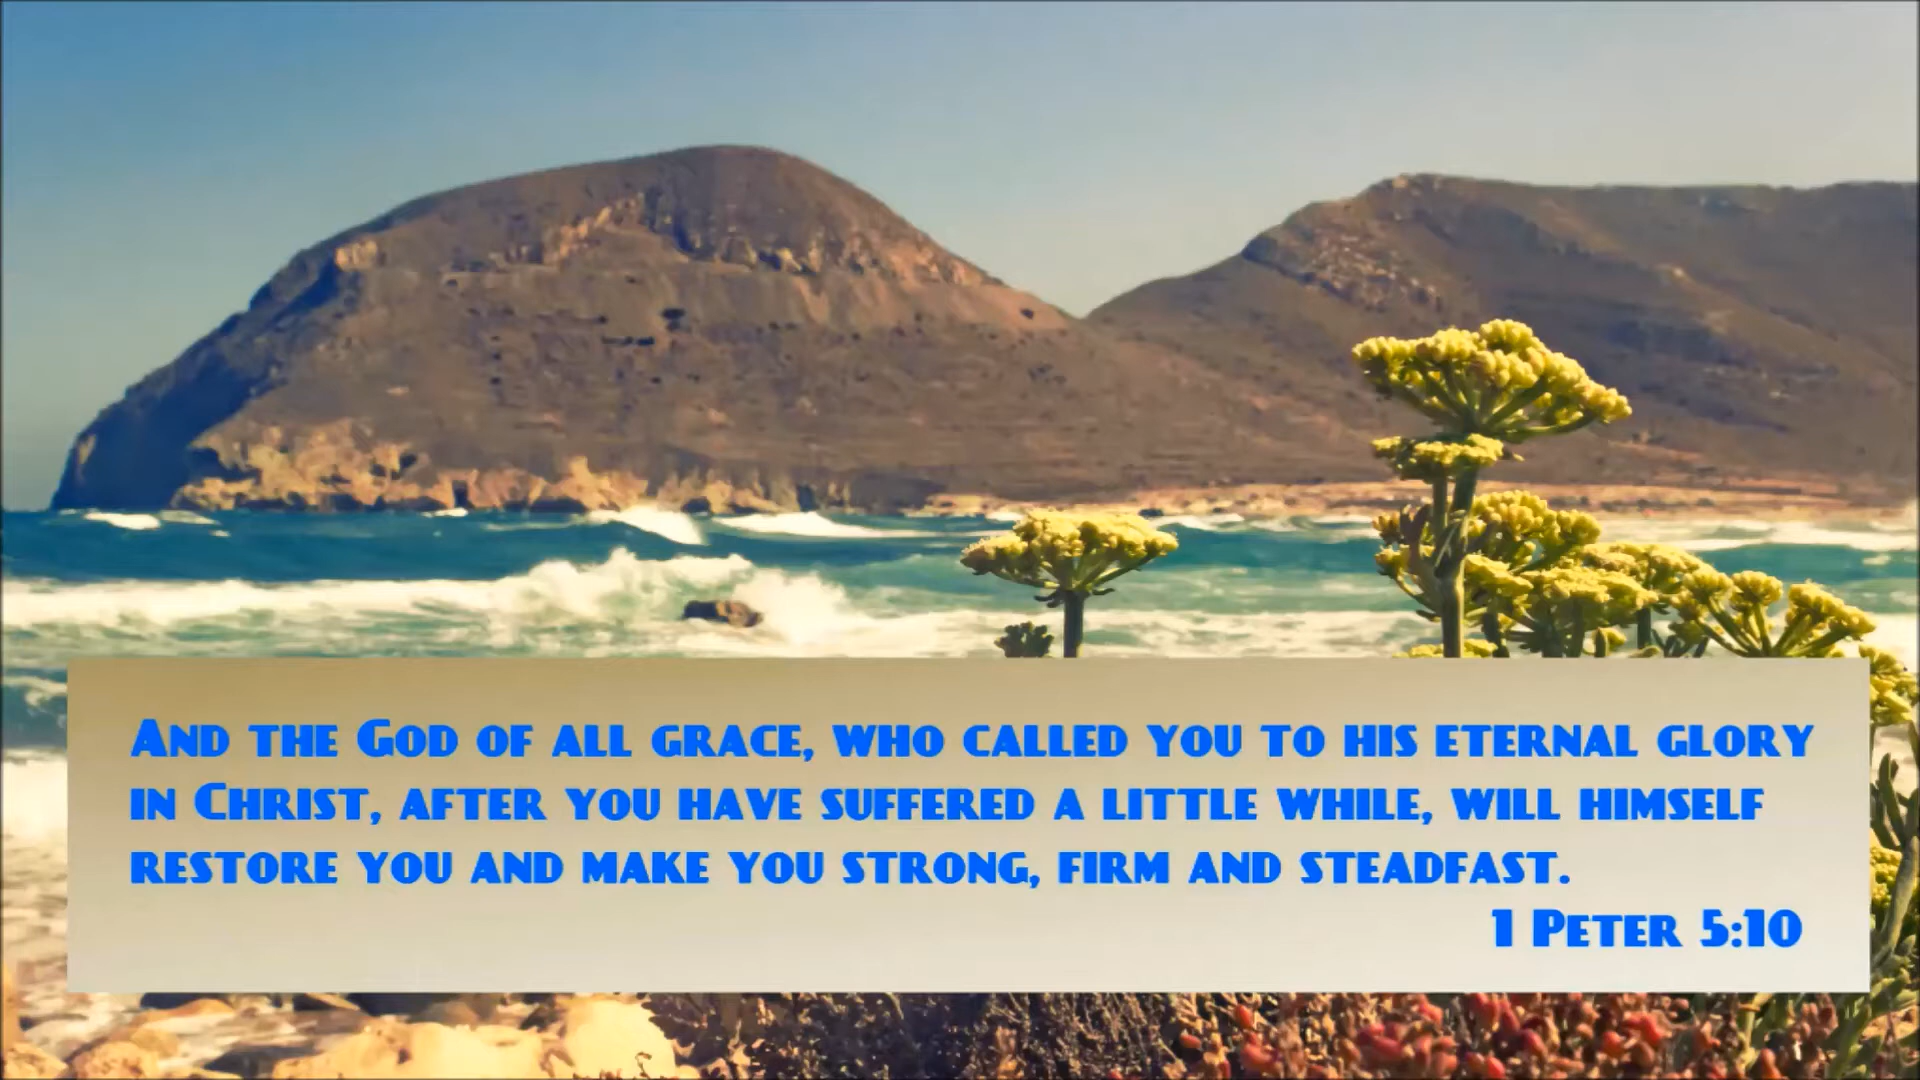 And the God of all grace, who called you to his eternal glory
in Christ, after you have suffered a little while, will himself
restore you and make you strong, firm and steadfast.
1 Peter 5:10